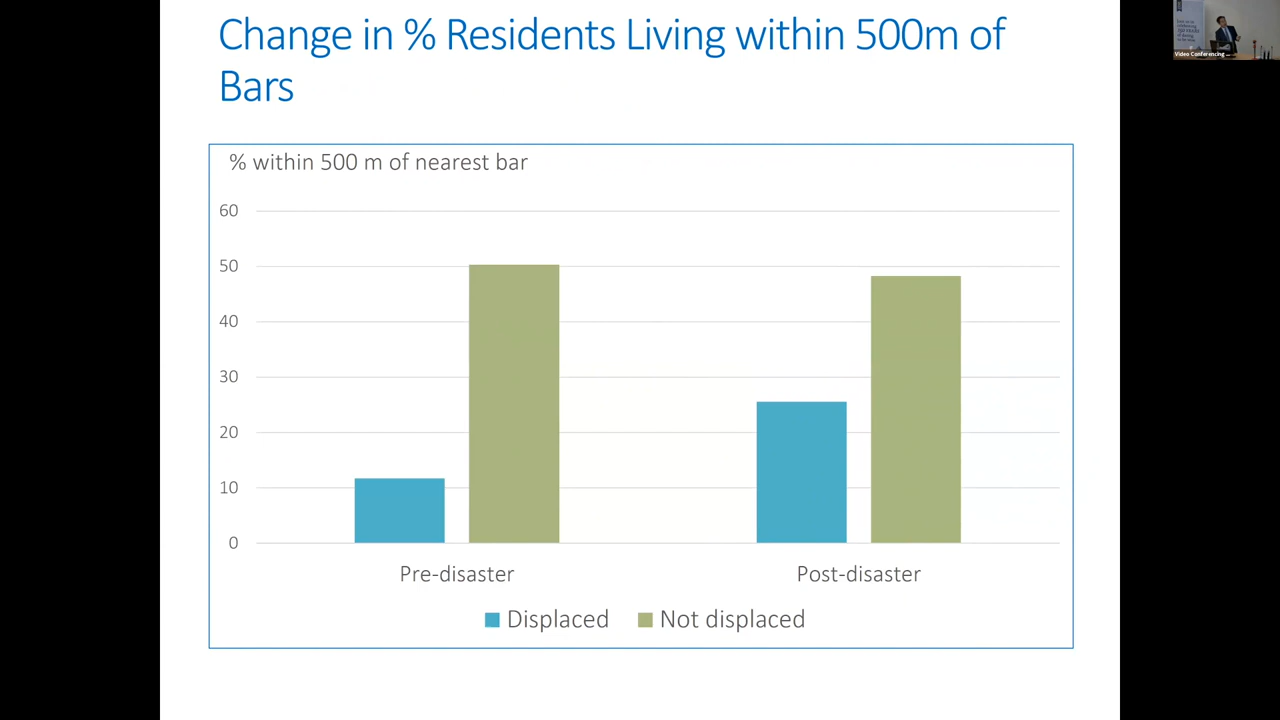 Change in % Residents Living within 500m of
Bars
% within 500 m of nearest bar
60
50
40
30
20
10
0
Pre-disaster
Post-disaster
Displaced
Not displaced
Video Conferencing ...